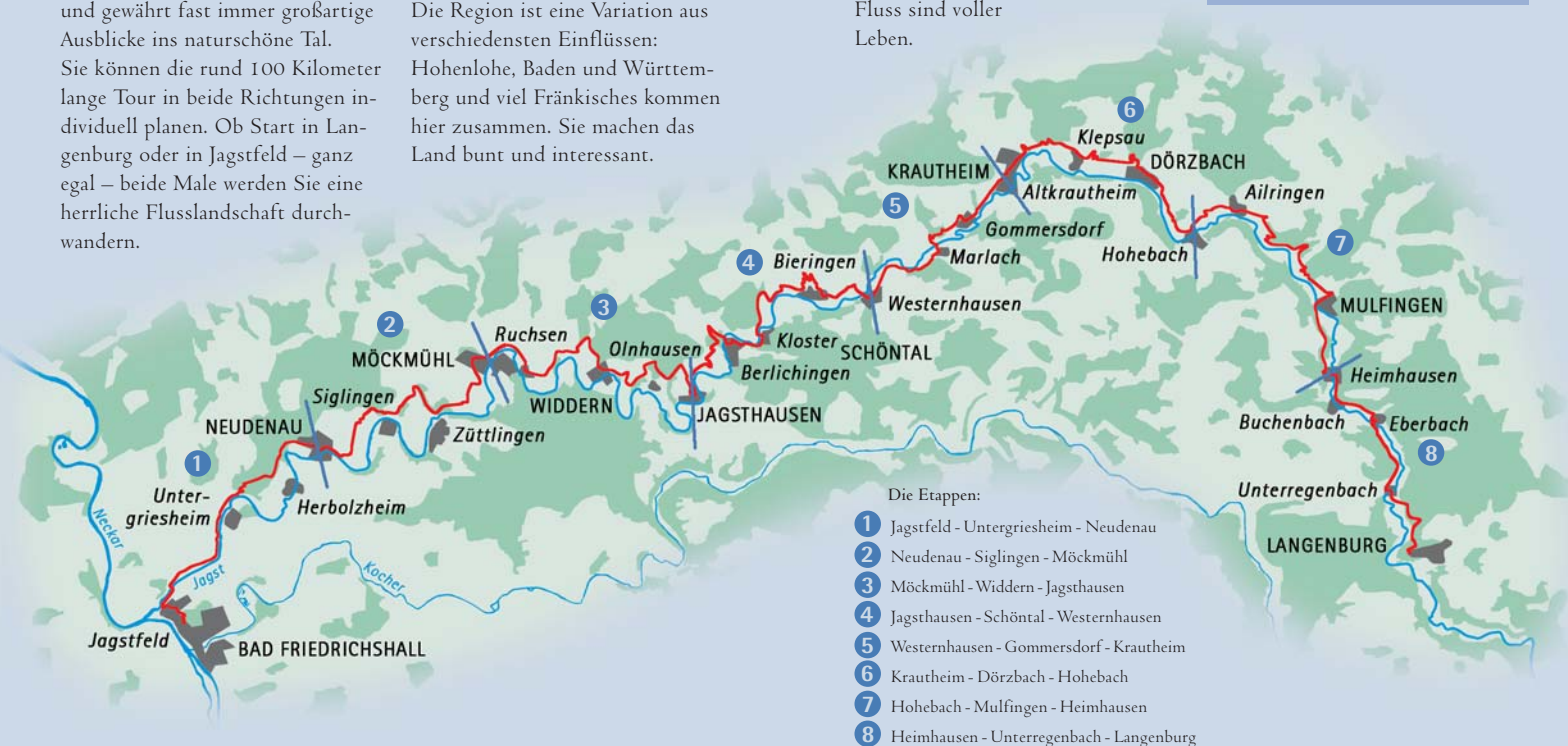 und gewährt fast immer großartige
Ausblicke ins naturschöne Tal.
Sie können die rund 100 Kilometer
lange Tour in beide Richtungen in-
dividuell planen. Ob Start in Lan-
genburg oder in Jagstfeld – ganz
egal – beide Male werden Sie eine
herrliche Flusslandschaft durch-
wandern.
Die Region ist eine Variation aus
verschiedensten Einflüssen:
Hohenlohe, Baden und Württem-
berg und viel Fränkisches kommen
hier zusammen. Sie machen das
Land bunt und interessant.
Fluss sind voller
Leben.
6
Klepsau
KRAUTHEIM
DÖRZBACH
Altkrautheim
Ailringen
5
Gommersdorf
Marlach
Hohebach
7
4
Bieringen
Westernhausen
MULFINGEN
3
2
Ruchsen
Olnhausen
Kloster SCHÖNTAL
MÖCKMÜHL
Berlichingen
Heimhausen
Siglingen
WIDDERN
JAGSTHAUSEN
NEUDENAU
Züttlingen
Buchenbach
Eberbach
8
1
Unter-
griesheim
Herbolzheim
Unterregenbach
LANGENBURG
Neckar
Jagst
Kocher
Jagstfeld
BAD FRIEDRICHSHALL
Die Etappen:
1 Jagstfeld - Untergriesheim - Neudenau
2 Neudenau - Siglingen - Möckmühl
3 Möckmühl - Widdern - Jagsthausen
4 Jagsthausen - Schöntal - Westernhausen
5 Westernhausen - Gommersdorf - Krautheim
6 Krautheim - Dörzbach - Hohebach
7 Hohebach - Mulfingen - Heimhausen
8 Heimhausen - Unterregenbach - Langenburg